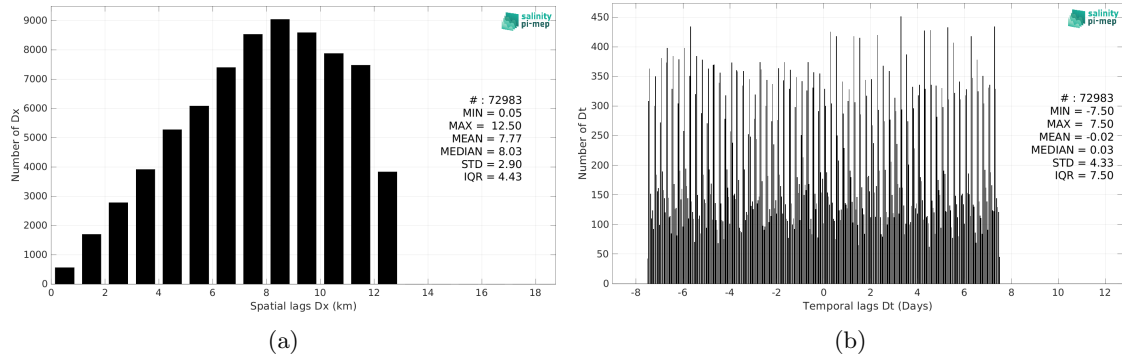 salinity
pi-mep
9000
8000
7000
6000
5000
4000
3000
2000
1000
0
Number of Dx
# : 72983
MIN = 0.05
MAX = 12.50
MEAN = 7.77
MEDIAN = 8.03
STD = 2.90
IQR = 4.43
0 2 4 6 8 10 12 14 16 18
Spatial lags Dx (km)
(a)
salinity
pi-mep
450
400
350
300
250
200
150
100
50
0
Number of Dt
# : 72983
MIN = -7.50
MAX = 7.50
MEAN = -0.02
MEDIAN = 0.03
STD = 4.33
IQR = 7.50
-8 -6 -4 -2 0 2 4 6 8 10 12
Temporal lags Dt (Days)
(b)